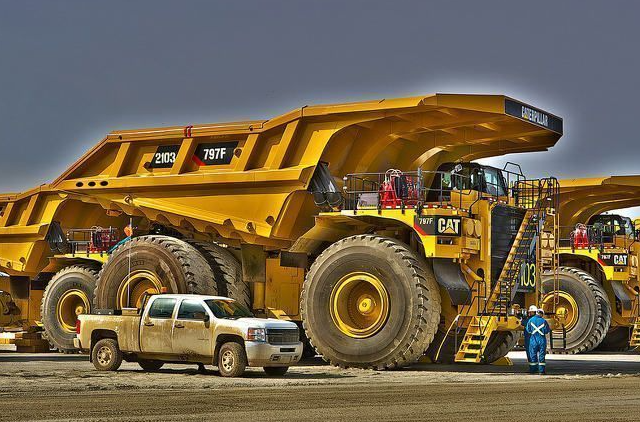 CATERPILLAR
2103
797F
797F
CAT
103
CAT